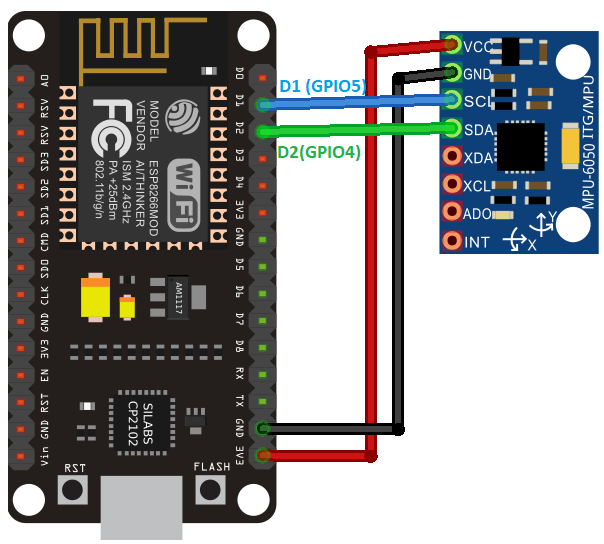 A0
RSV
RSV
SD3
SD2
SD1
CMD
SD0
CLK
GND
3V3
EN
RST
GND
Vin
MODEL
VENDOR
ESP8266MOD
AI/THINKER
ISM 2.4GHz
PA +25dBm
802.11b/g/n
FC
Wi Fi
AM1117
SILABS
CP2102
RST
FLASH
D0
D1
D2
D3
D4
3V3
GND
D5
D6
D7
D8
RX
TX
GND
3V3
D1 (GPIO5)
D2(GPIO4)
VCC
GND
SCL
SDA
XDA
XCL
ADO
INT
MPU-6050 ITG/MPU
Y
X